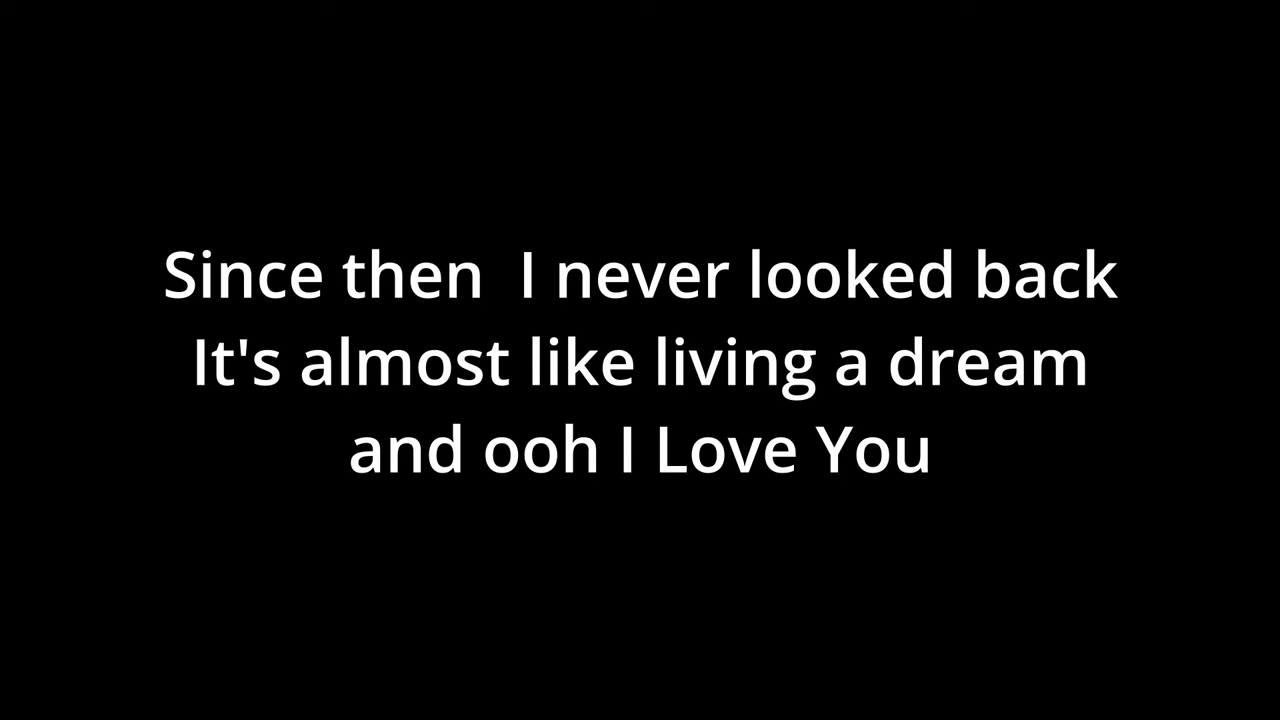 Since then  I never looked back
It's almost like living a dream
and ooh I Love You